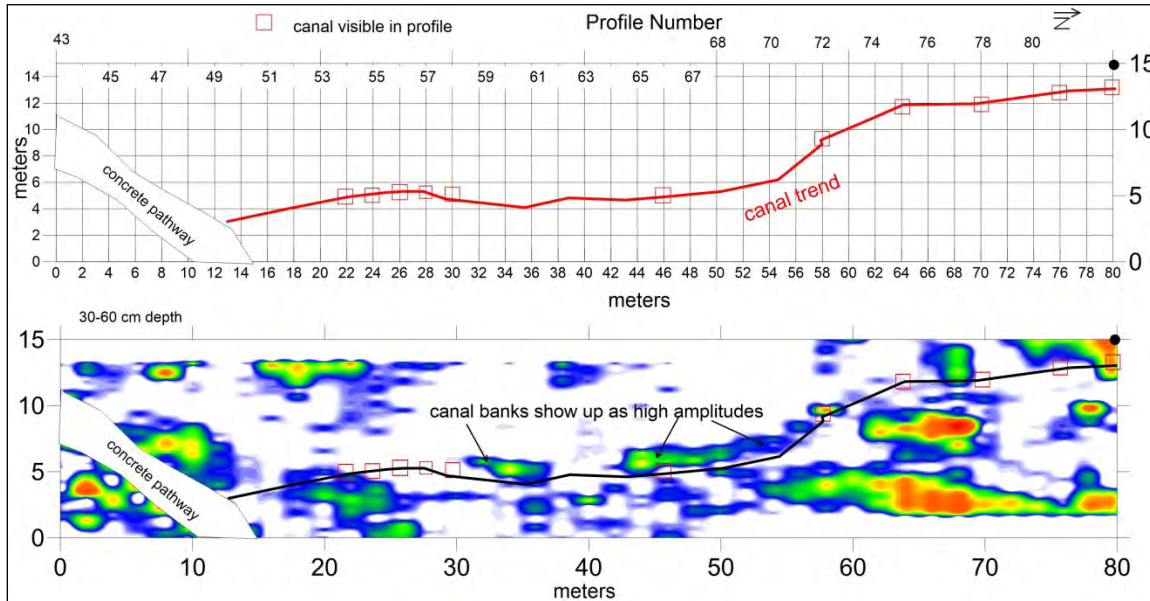 canal visible in profile
Profile Number
N
43
68 70 72 74 76 78 80
45 47 49 51 53 55 57 59 61 63 65 67
15
14
12
10
8
6
4
2
0
meters
15
10
5
0
concrete pathway
canal trend
0 2 4 6 8 10 12 14 16 18 20 22 24 26 28 30 32 34 36 38 40 42 44 46 48 50 52 54 56 58 60 62 64 66 68 70 72 74 76 78 80
meters
30-60 cm depth
15
10
5
0
15
10
5
0
canal banks show up as high amplitudes
concrete pathway
0 10 20 30 40 50 60 70 80
meters